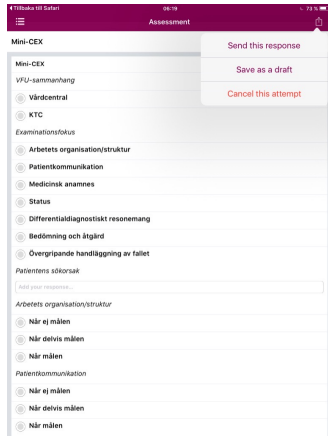 Tillbaka till Safari 06:19 73 %
Assessment
Mini-CEX
Send this response
Save as a draft
Cancel this attempt
Mini-CEX
VFU-sammanhang
Vårdcentral
KTC
Examinationsfokus
Arbetets organisation/struktur
Patientkommunikation
Medicinsk anamnes
Status
Differentialdiagnostiskt resonemang
Bedömning och åtgärd
Övergripande handläggning av fallet
Patientens sökorsak
Add your response...
Arbetets organisation/struktur
Når ej målen
Når delvis målen
Når målen
Patientkommunikation
Når ej målen
Når delvis målen
Når målen